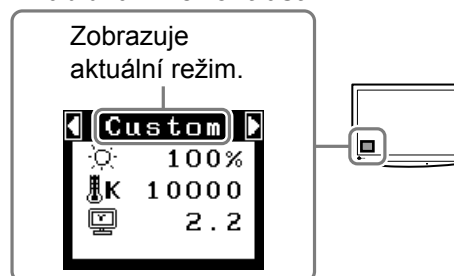 Zobrazuje
aktuální režim.
Custom
100%
K 10000
2.2